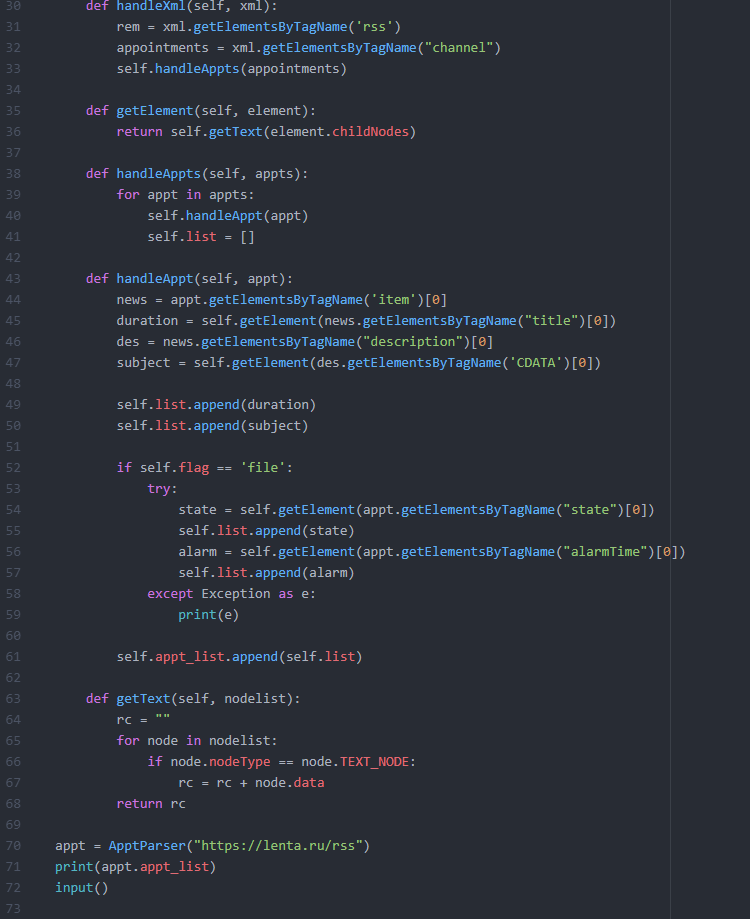 30 def handleXml(self, xml):
31 rem = xml.getElementsByTagName('rss')
32 appointments = xml.getElementsByTagName("channel")
33 self.handleAppts(appointments)
34
35 def getElement(self, element):
36 return self.getText(element.childNodes)
37
38 def handleAppts(self, appts):
39 for appt in appts:
40 self.handleAppt(appt)
41 self.list = []
42
43 def handleAppt(self, appt):
44 news = appt.getElementsByTagName('item')[0]
45 duration = self.getElement(news.getElementsByTagName("title")[0])
46 des = news.getElementsByTagName("description")[0]
47 subject = self.getElement(des.getElementsByTagName('CDATA')[0])
48
49 self.list.append(duration)
50 self.list.append(subject)
51
52 if self.flag == 'file':
53 try:
54 state = self.getElement(appt.getElementsByTagName("state")[0])
55 self.list.append(state)
56 alarm = self.getElement(appt.getElementsByTagName("alarmTime")[0])
57 self.list.append(alarm)
58 except Exception as e:
59 print(e)
60
61 self.appt_list.append(self.list)
62
63 def getText(self, nodelist):
64 rc = ""
65 for node in nodelist:
66 if node.nodeType == node.TEXT_NODE:
67 rc = rc + node.data
68 return rc
69
70 appt = ApptParser("https://lenta.ru/rss")
71 print(appt.appt_list)
72 input()
73